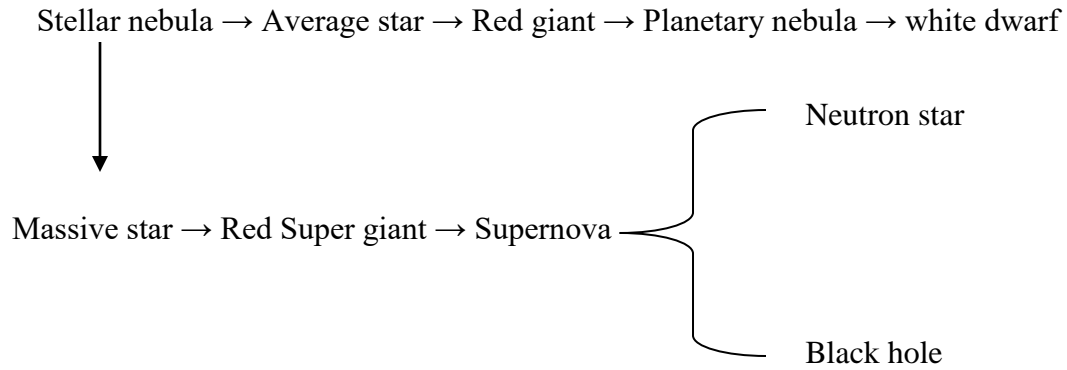 Stellar nebula → Average star → Red giant → Planetary nebula → white dwarf
Neutron star
Massive star → Red Super giant → Supernova
Black hole